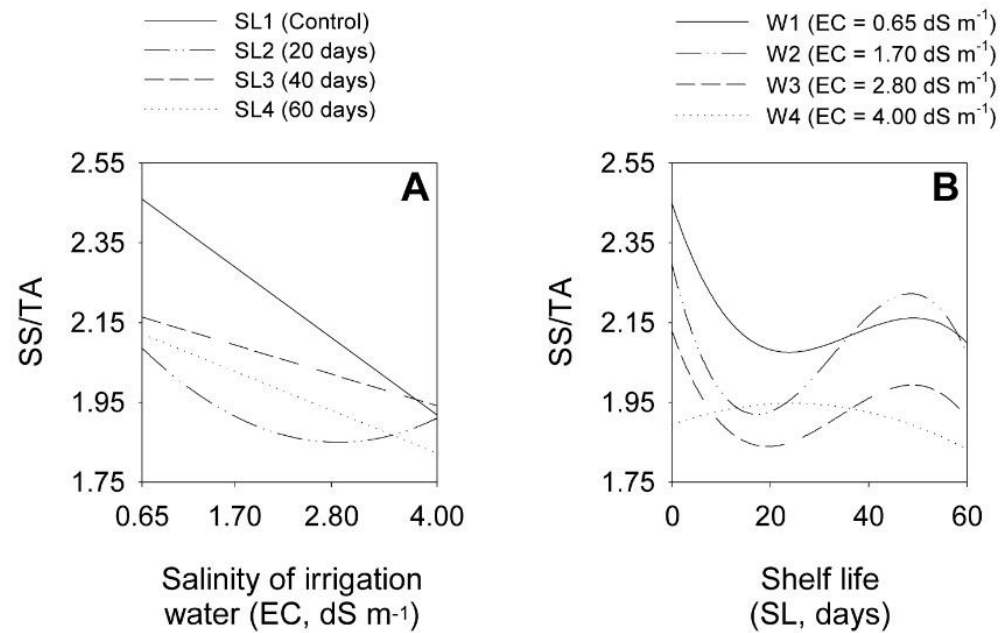 SL1 (Control)
SL2 (20 days)
SL3 (40 days)
SL4 (60 days)
2.55
2.35
2.15
1.95
1.75
SS/TA
A
0.65 1.70 2.80 4.00
Salinity of irrigation
water (EC, dS m-1)
W1 (EC = 0.65 dS m-1)
W2 (EC = 1.70 dS m-1)
W3 (EC = 2.80 dS m-1)
W4 (EC = 4.00 dS m-1)
2.55
2.35
2.15
1.95
1.75
SS/TA
B
0 20 40 60
Shelf life
(SL, days)